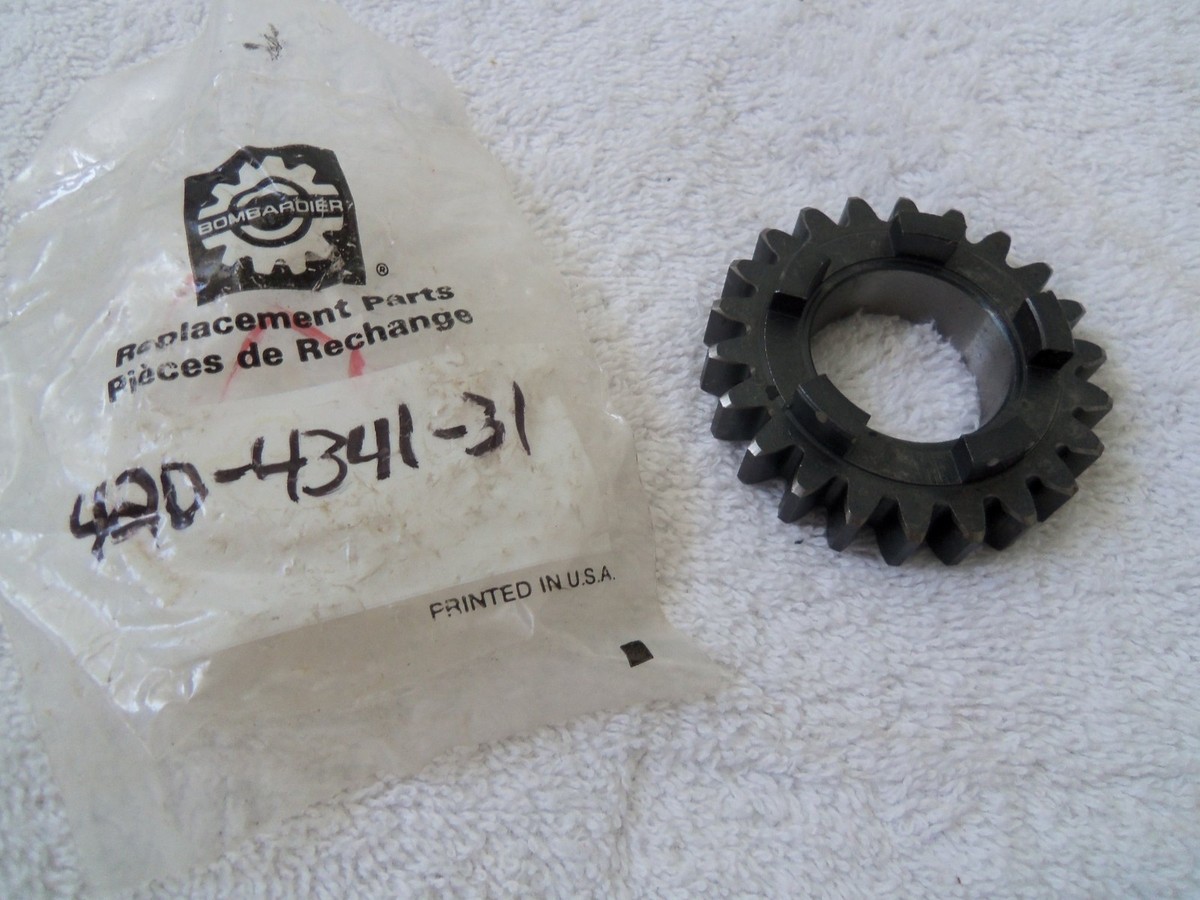 BOMBARDIER
®
Replacement Parts
Pièces de Rechange
420-4341-31
PRINTED IN U.S.A.